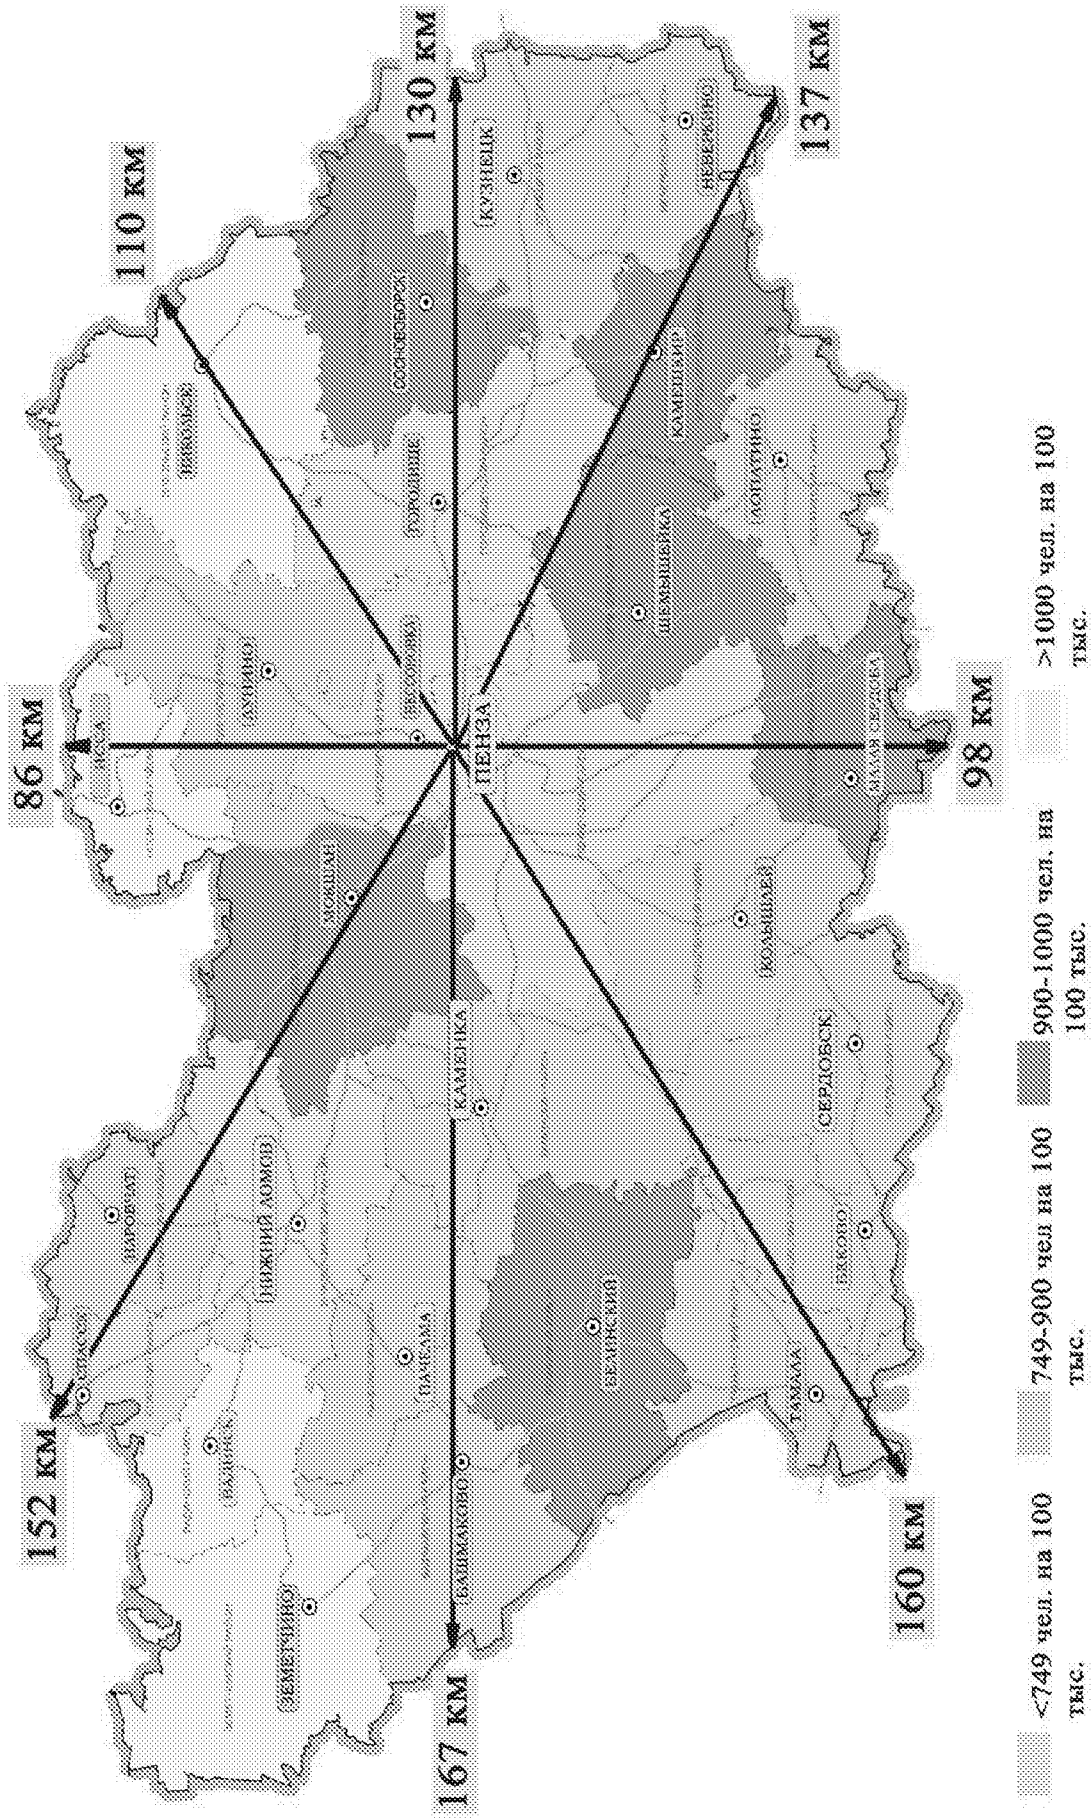 152 км
86 км
110 км
130 км
137 км
98 км
160 км
167 км
СПАССК
НАРОВЧАТ
ВАДИНСК
ЗЕМЕТЧИНО
НИЖНИЙ ЛОМОВ
ПАЧЕЛМА
БАШМАКОВО
МОКШАН
ИССА
ЛУНИНО
НИКОЛЬСК
БЕССОНОВКА
ГОРОДИЩЕ
СОСНОВОБОРСК
КУЗНЕЦК
НЕВЕРКИНО
КАМЕНКА
ПЕНЗА
БЕЛИНСКИЙ
ТАМАЛА
БЕКОВО
СЕРДОБСК
КОЛЫШЛЕЙ
МАЛАЯ СЕРДОБА
ШЕМЫШЕЙКА
КАМЕШКИР
ЛОПАТИНО
<749 чел. на 100
тыс.
749-900 чел на 100
тыс.
900-1000 чел. на
100 тыс.
>1000 чел. на 100
тыс.